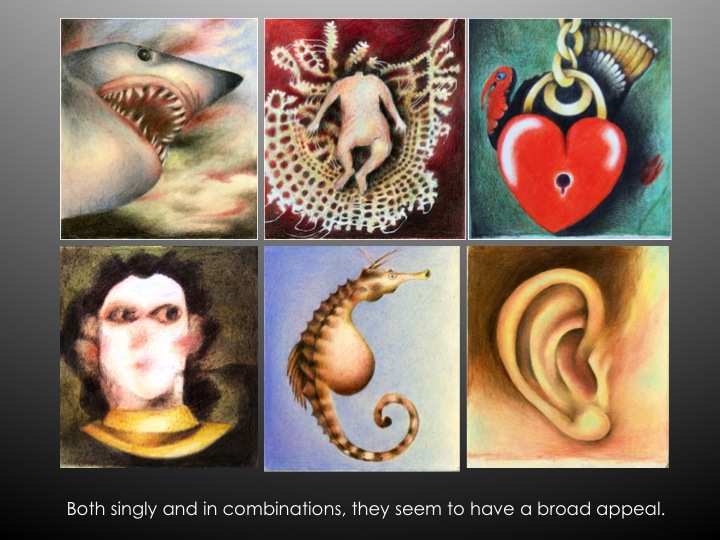 Both singly and in combinations, they seem to have a broad appeal.